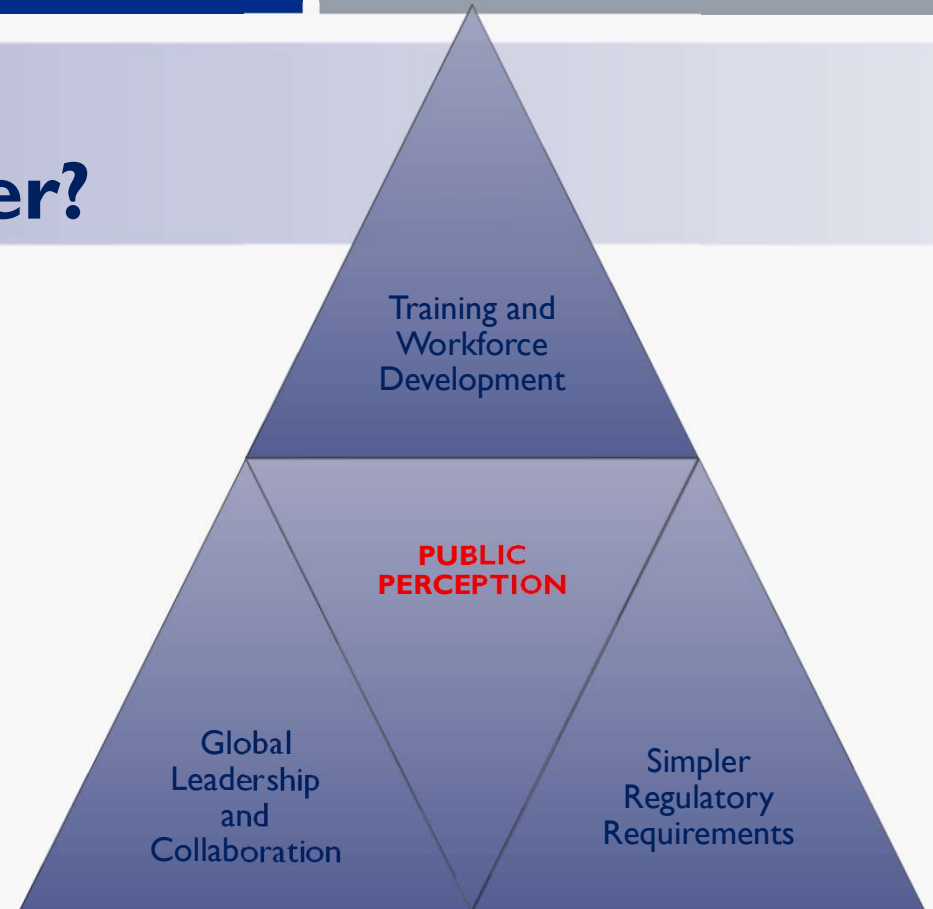 er?
Training and
Workforce
Development
PUBLIC
PERCEPTION
Global
Leadership
and
Collaboration
Simpler
Regulatory
Requirements